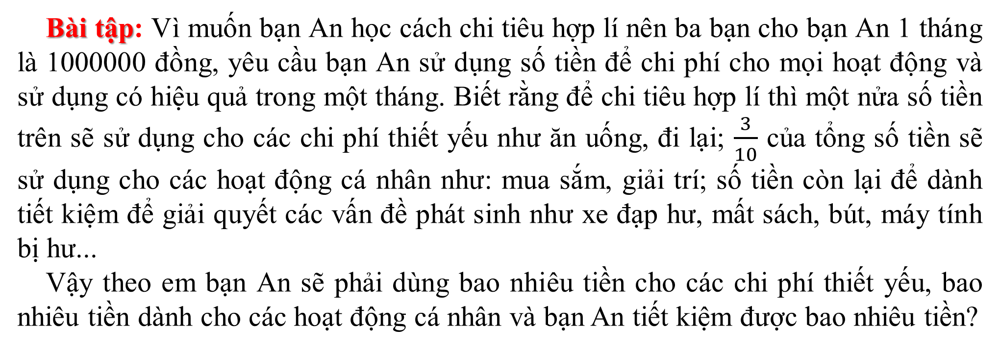 Bài tập: Vì muốn bạn An học cách chi tiêu hợp lí nên ba bạn cho bạn An 1 tháng
là 1000000 đồng, yêu cầu bạn An sử dụng số tiền để chi phí cho mọi hoạt động và
sử dụng có hiệu quả trong một tháng. Biết rằng để chi tiêu hợp lí thì một nửa số tiền
trên sẽ sử dụng cho các chi phí thiết yếu như ăn uống, đi lại; 3/10 của tổng số tiền sẽ
sử dụng cho các hoạt động cá nhân như: mua sắm, giải trí; số tiền còn lại để dành
tiết kiệm để giải quyết các vấn đề phát sinh như xe đạp hư, mất sách, bút, máy tính
bị hư...
Vậy theo em bạn An sẽ phải dùng bao nhiêu tiền cho các chi phí thiết yếu, bao
nhiêu tiền dành cho các hoạt động cá nhân và bạn An tiết kiệm được bao nhiêu tiền?